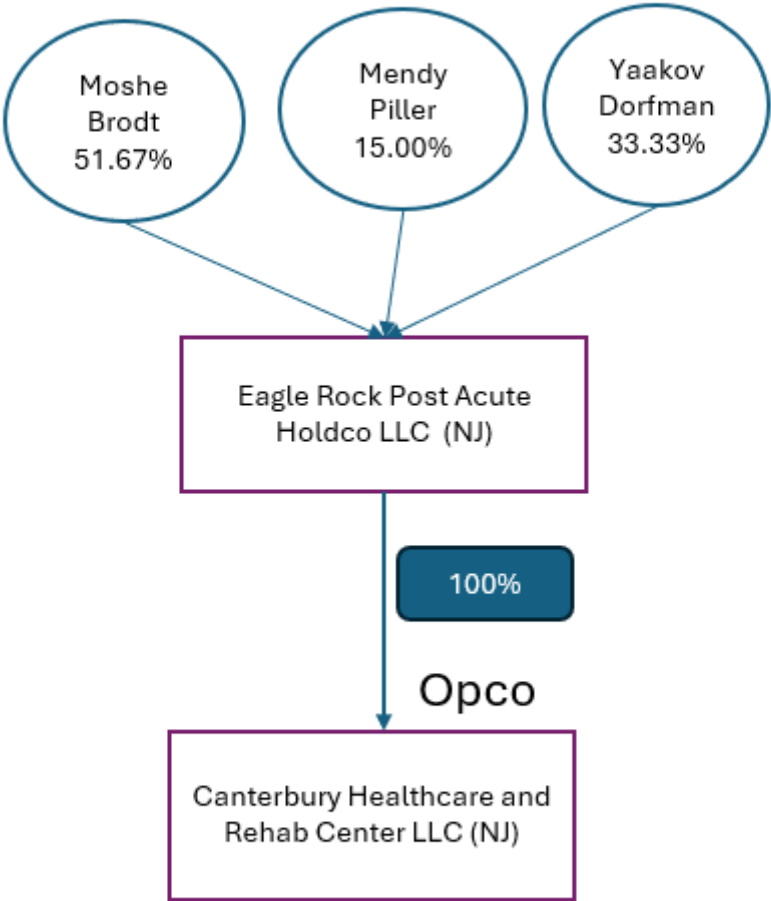 Moshe
Brodt
51.67%
Mendy
Piller
15.00%
Yaakov
Dorfman
33.33%
Eagle Rock Post Acute
Holdco LLC  (NJ)
100%
Opco
Canterbury Healthcare and
Rehab Center LLC (NJ)